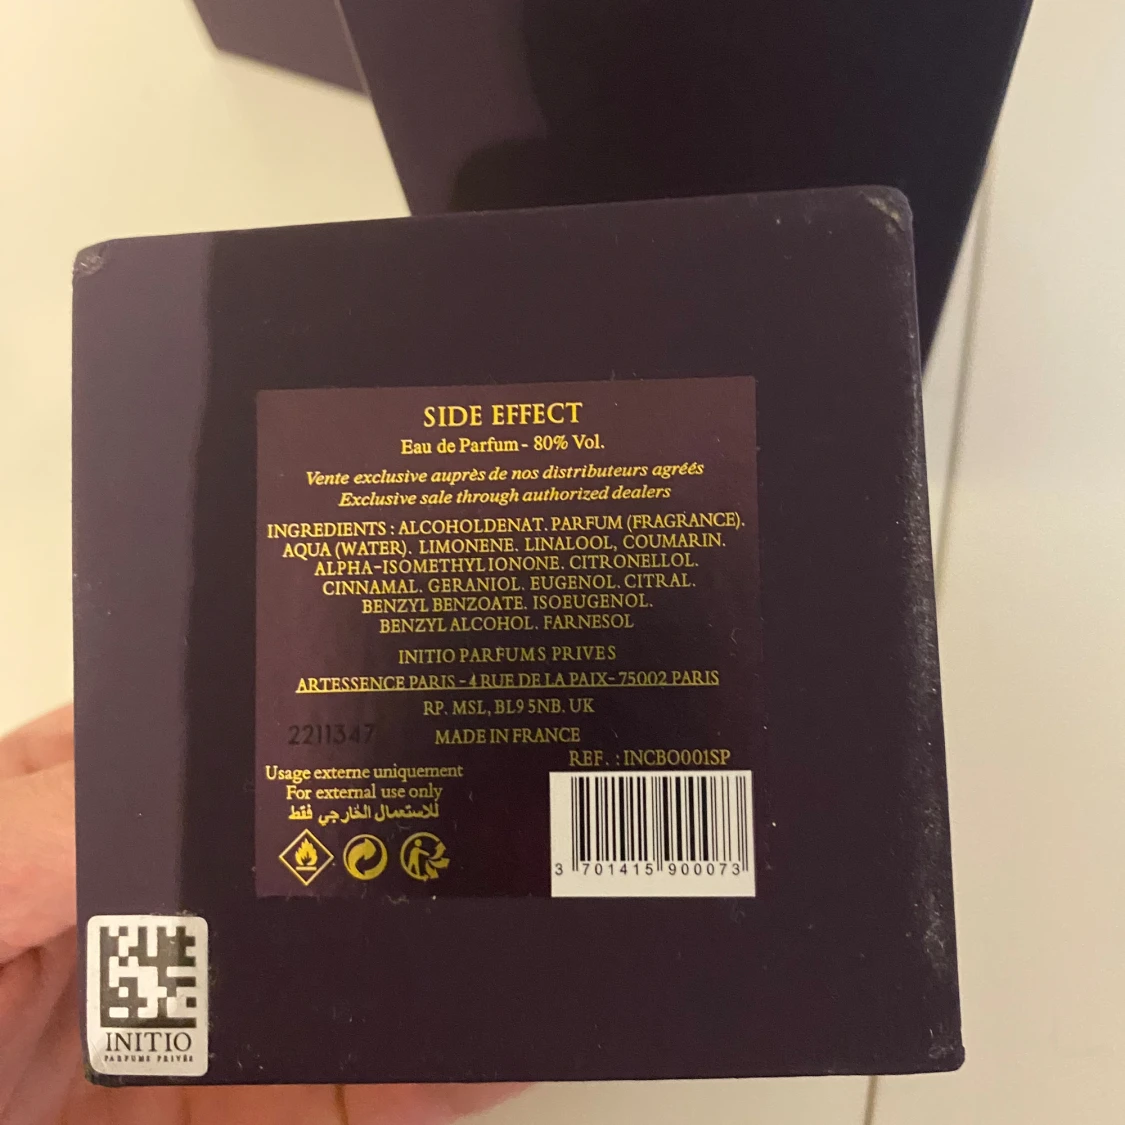 SIDE EFFECT
Eau de Parfum - 80% Vol.
Vente exclusive auprès de nos distributeurs agréés
Exclusive sale through authorized dealers
INGREDIENTS : ALCOHOL DENAT. PARFUM (FRAGRANCE).
AQUA (WATER). LIMONENE. LINALOOL, COUMARIN.
ALPHA-ISOMETHYL IONONE. CITRONELLOL.
CINNAMAL. GERANIOL. EUGENOL. CITRAL.
BENZYL BENZOATE. ISOEUGENOL.
BENZYL ALCOHOL. FARNESOL
INITIO PARFUMS PRIVES
ARTESSENCE PARIS - 4 RUE DE LA PAIX - 75002 PARIS
RP. MSL, BL9 5NB. UK
2211347
MADE IN FRANCE
REF. : INCBO001SP
Usage externe uniquement
For external use only
للاستعمال الخارجي فقط
3 701415 900073
INITIO
PARFUMS PRIVÉS